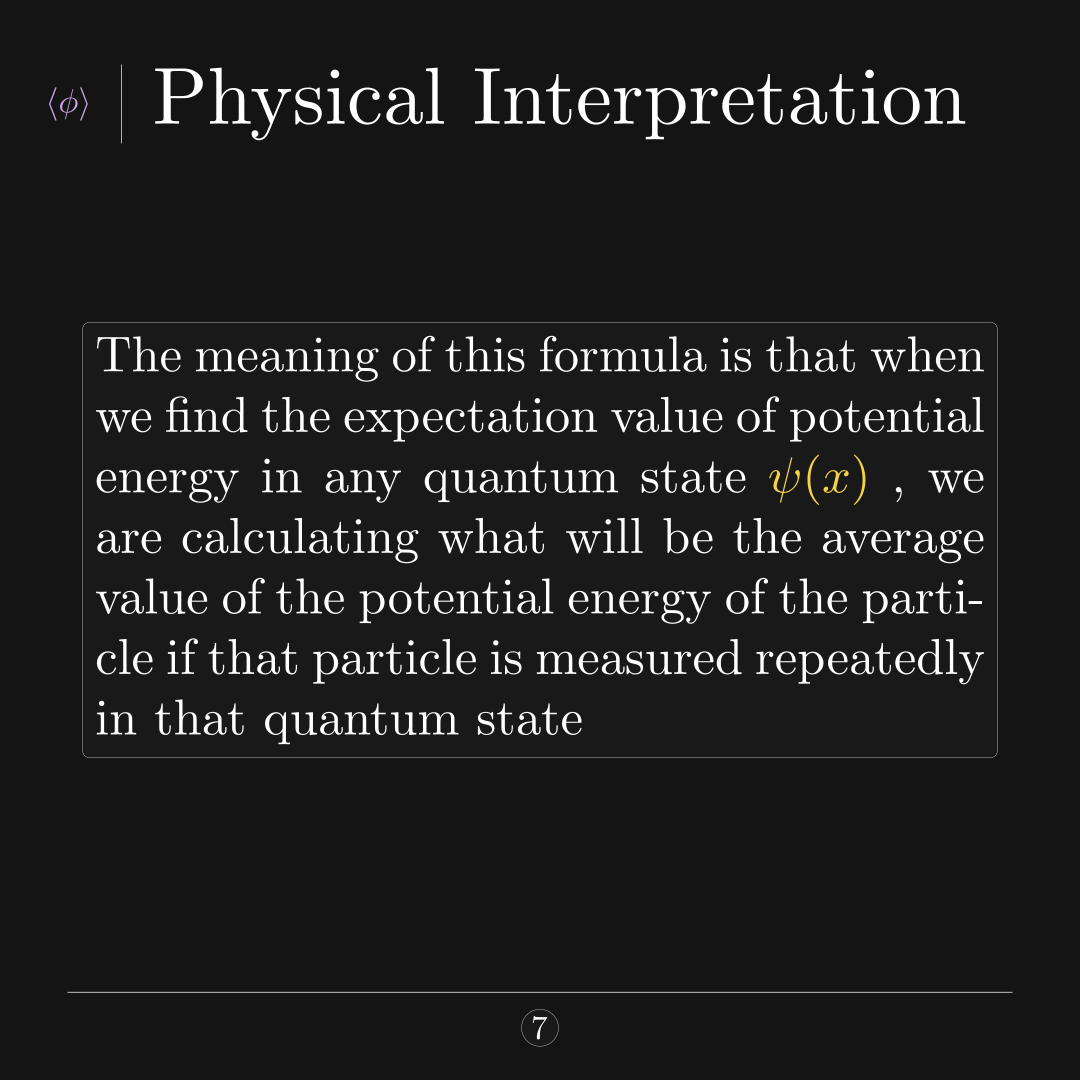 ⟨ϕ⟩ Physical Interpretation
The meaning of this formula is that when
we find the expectation value of potential
energy in any quantum state ψ(x) , we
are calculating what will be the average
value of the potential energy of the parti-
cle if that particle is measured repeatedly
in that quantum state
7